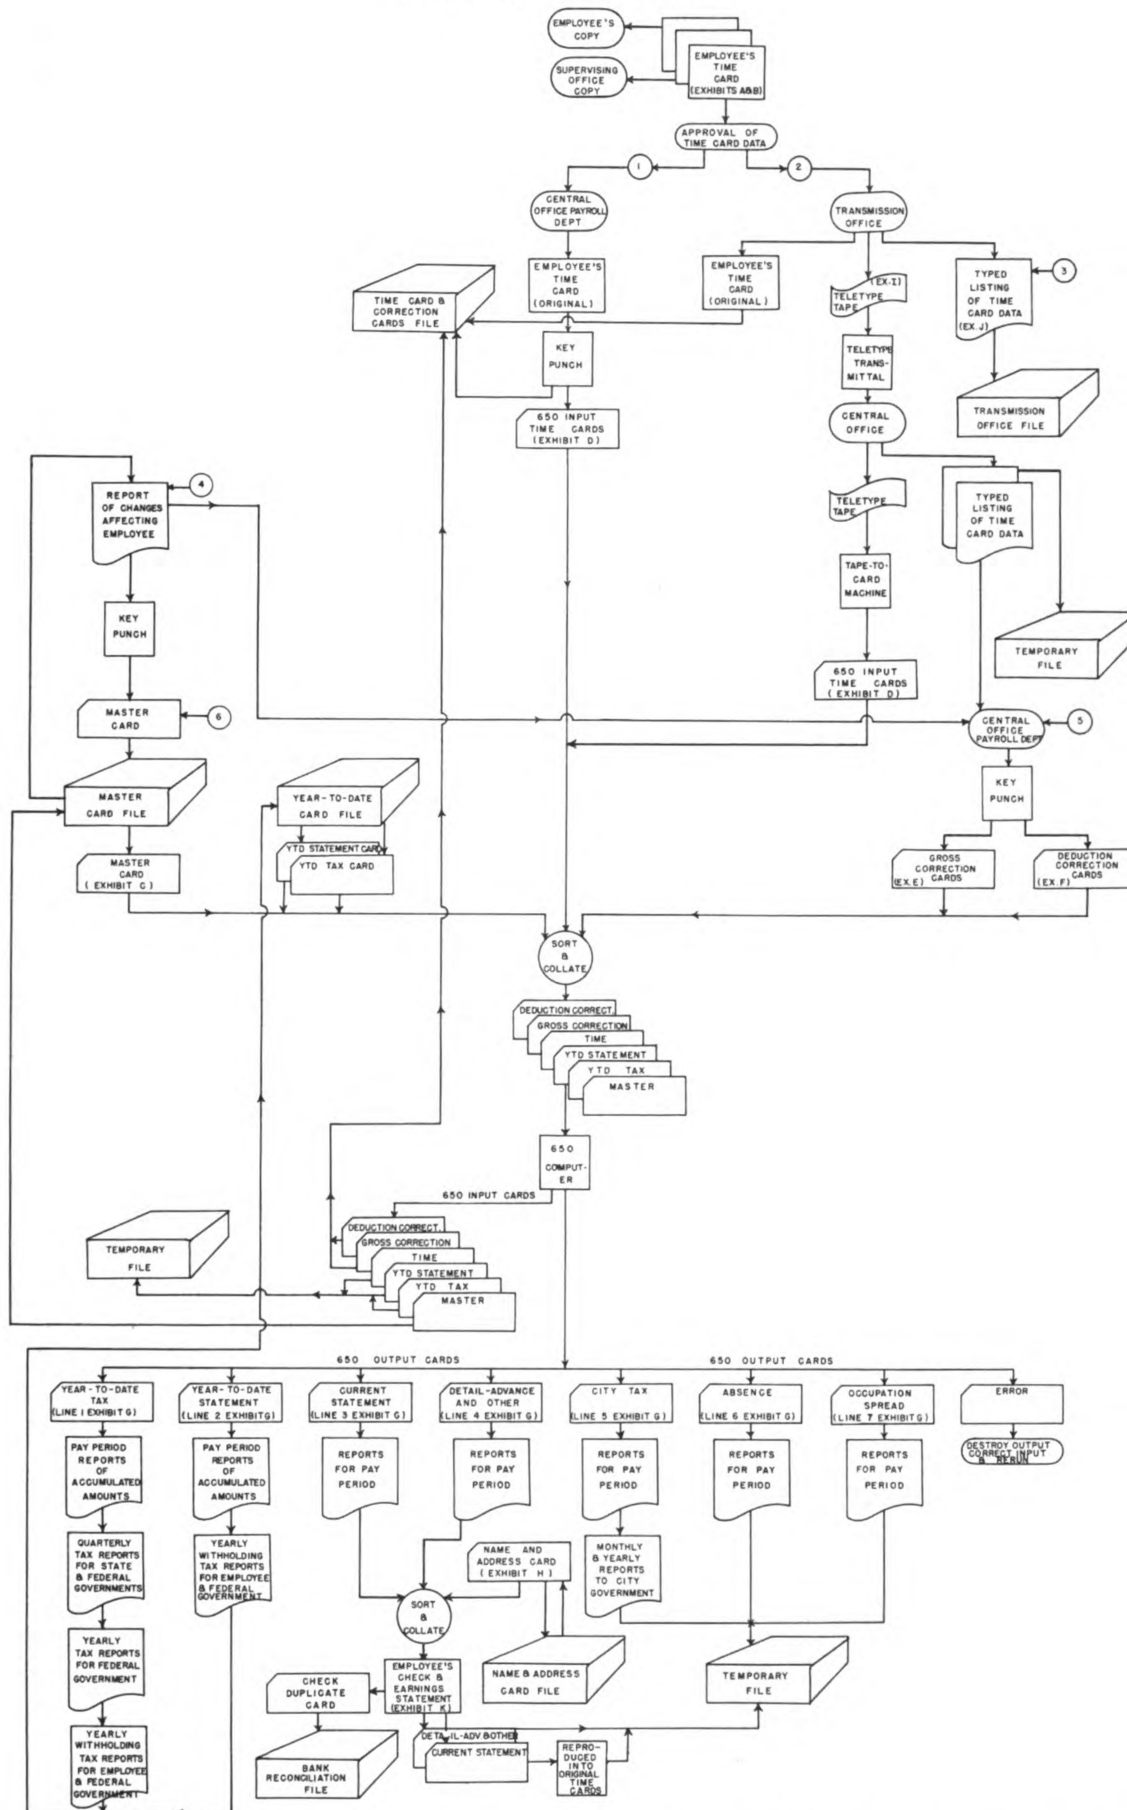 EMPLOYEE'S
COPY
SUPERVISING
OFFICE
COPY
EMPLOYEE'S
TIME
CARD
(EXHIBITS A&B)
APPROVAL OF
TIME CARD DATA
1
2
CENTRAL
OFFICE PAYROLL
DEPT
TRANSMISSION
OFFICE
EMPLOYEE'S
TIME
CARD
(ORIGINAL)
EMPLOYEE'S
TIME
CARD
(ORIGINAL)
(EX-I)
TELETYPE
TAPE
TYPED
LISTING
OF TIME
CARD DATA
(EX.J)
3
TIME CARD &
CORRECTION
CARDS FILE
KEY
PUNCH
TELETYPE
TRANS-
MITTAL
650 INPUT
TIME CARDS
(EXHIBIT D)
CENTRAL
OFFICE
TRANSMISSION
OFFICE FILE
REPORT
OF CHANGES
AFFECTING
EMPLOYEE
4
TELETYPE
TAPE
TYPED
LISTING
OF TIME
CARD DATA
KEY
PUNCH
TAPE-TO-
CARD
MACHINE
TEMPORARY
FILE
650 INPUT
TIME CARDS
(EXHIBIT D)
MASTER
CARD
6
CENTRAL
OFFICE
PAYROLL DEPT
5
MASTER
CARD FILE
YEAR-TO-DATE
CARD FILE
KEY
PUNCH
MASTER
CARD
(EXHIBIT C)
YTD STATEMENT CARD
YTD TAX CARD
GROSS
CORRECTION
CARDS
(EX.E)
DEDUCTION
CORRECTION
CARDS
(EX.F)
SORT
&
COLLATE
DEDUCTION CORRECT.
GROSS CORRECTION
TIME
YTD STATEMENT
YTD TAX
MASTER
650
COMPUT-
ER
650 INPUT CARDS
DEDUCTION CORRECT.
GROSS CORRECTION
TIME
YTD STATEMENT
YTD TAX
MASTER
TEMPORARY
FILE
650 OUTPUT CARDS
650 OUTPUT CARDS
YEAR-TO-DATE
TAX
(LINE 1 EXHIBIT G)
YEAR-TO-DATE
STATEMENT
(LINE 2 EXHIBIT G)
CURRENT
STATEMENT
(LINE 3 EXHIBIT G)
DETAIL-ADVANCE
AND OTHER
(LINE 4 EXHIBIT G)
CITY TAX
(LINE 5 EXHIBIT G)
ABSENCE
(LINE 6 EXHIBIT G)
OCCUPATION
SPREAD
(LINE 7 EXHIBIT G)
ERROR
PAY PERIOD
REPORTS
OF
ACCUMULATED
AMOUNTS
PAY PERIOD
REPORTS
OF
ACCUMULATED
AMOUNTS
REPORTS
FOR PAY
PERIOD
REPORTS
FOR PAY
PERIOD
REPORTS
FOR PAY
PERIOD
REPORTS
FOR PAY
PERIOD
REPORTS
FOR PAY
PERIOD
DESTROY OUTPUT
CORRECT INPUT
& RERUN
QUARTERLY
TAX REPORTS
FOR STATE
& FEDERAL
GOVERNMENTS
YEARLY
WITHHOLDING
TAX REPORTS
FOR EMPLOYEE
& FEDERAL
GOVERNMENT
NAME AND
ADDRESS CARD
(EXHIBIT H)
MONTHLY
& YEARLY
REPORTS
TO CITY
GOVERNMENT
SORT
&
COLLATE
YEARLY
TAX REPORTS
FOR FEDERAL
GOVERNMENT
CHECK
DUPLICATE
CARD
EMPLOYEE'S
CHECK &
EARNINGS
STATEMENT
(EXHIBIT K)
NAME & ADDRESS
CARD FILE
TEMPORARY
FILE
YEARLY
WITHHOLDING
TAX REPORTS
FOR EMPLOYEE
& FEDERAL
GOVERNMENT
BANK
RECONCILIATION
FILE
DETAIL-ADV & OTHER
CURRENT STATEMENT
REPRO-
DUCED
INTO
ORIGINAL
TIME
CARDS